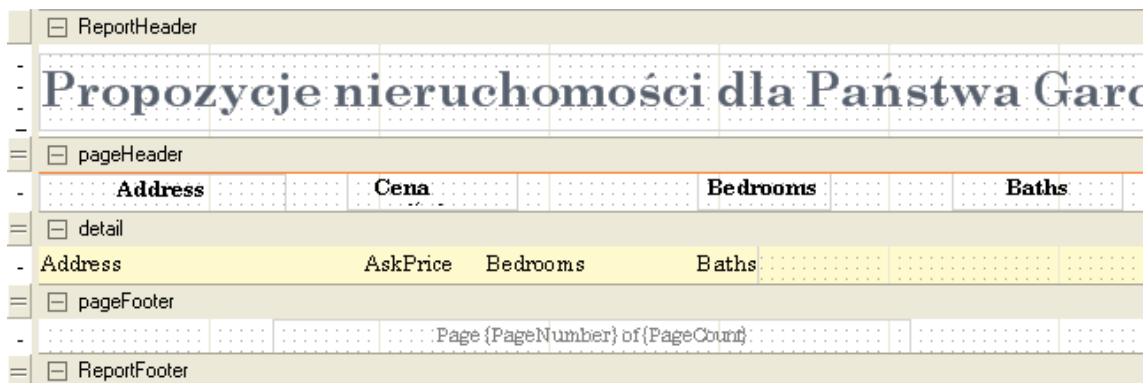 ReportHeader
Propozycje nieruchomości dla Państwa
pageHeader
Address Cena Bedrooms Baths
detail
Address AskPrice Bedrooms Baths
pageFooter
Page {PageNumber} of {PageCount}
ReportFooter